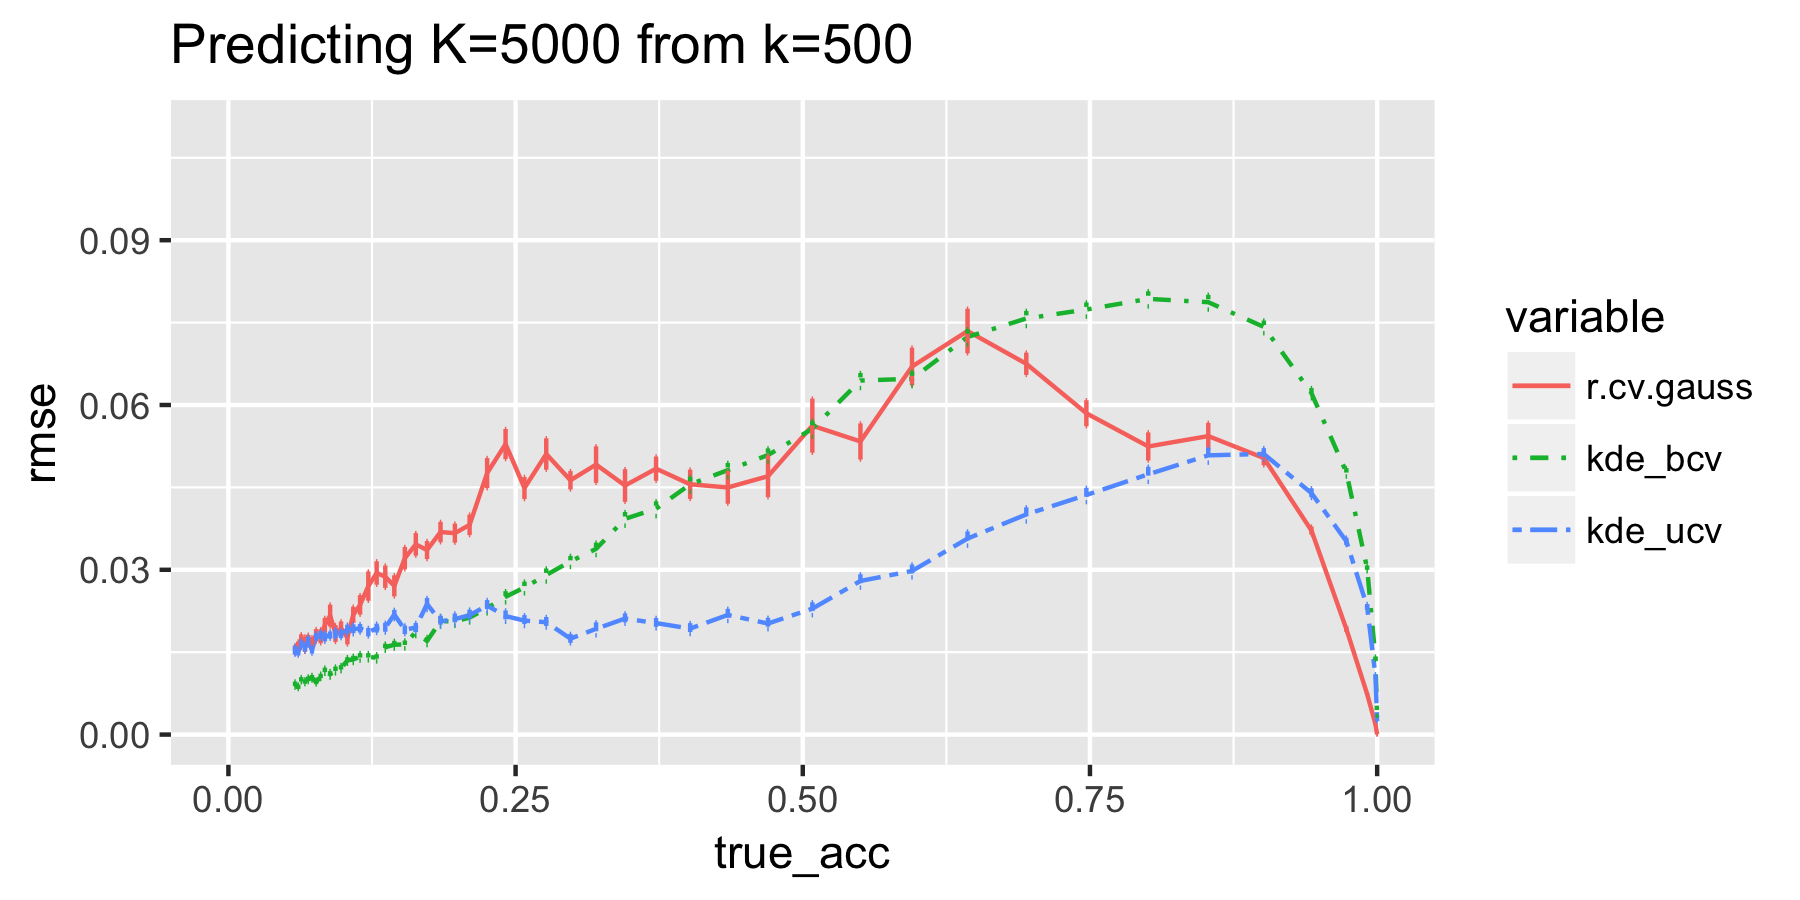 Predicting K=5000 from k=500
rmse
0.09
0.06
0.03
0.00
0.00 0.25 0.50 0.75 1.00
true_acc
variable
r.cv.gauss
kde_bcv
kde_ucv